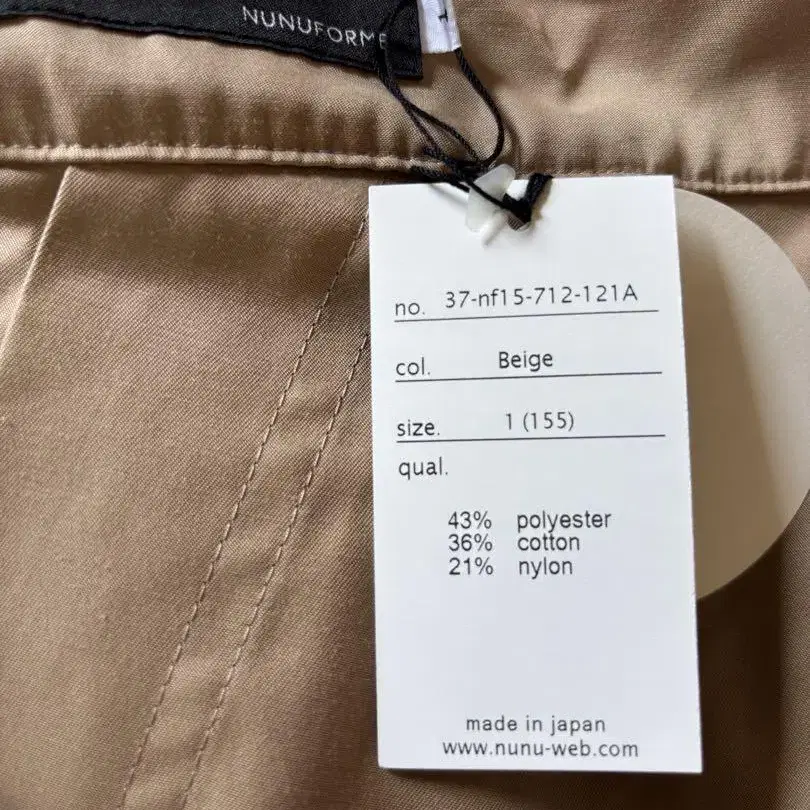 NUNUFORME
no. 37-nf15-712-121A
col. Beige
size. 1 (155)
qual.
43% polyester
36% cotton
21% nylon
made in japan
www.nunu-web.com